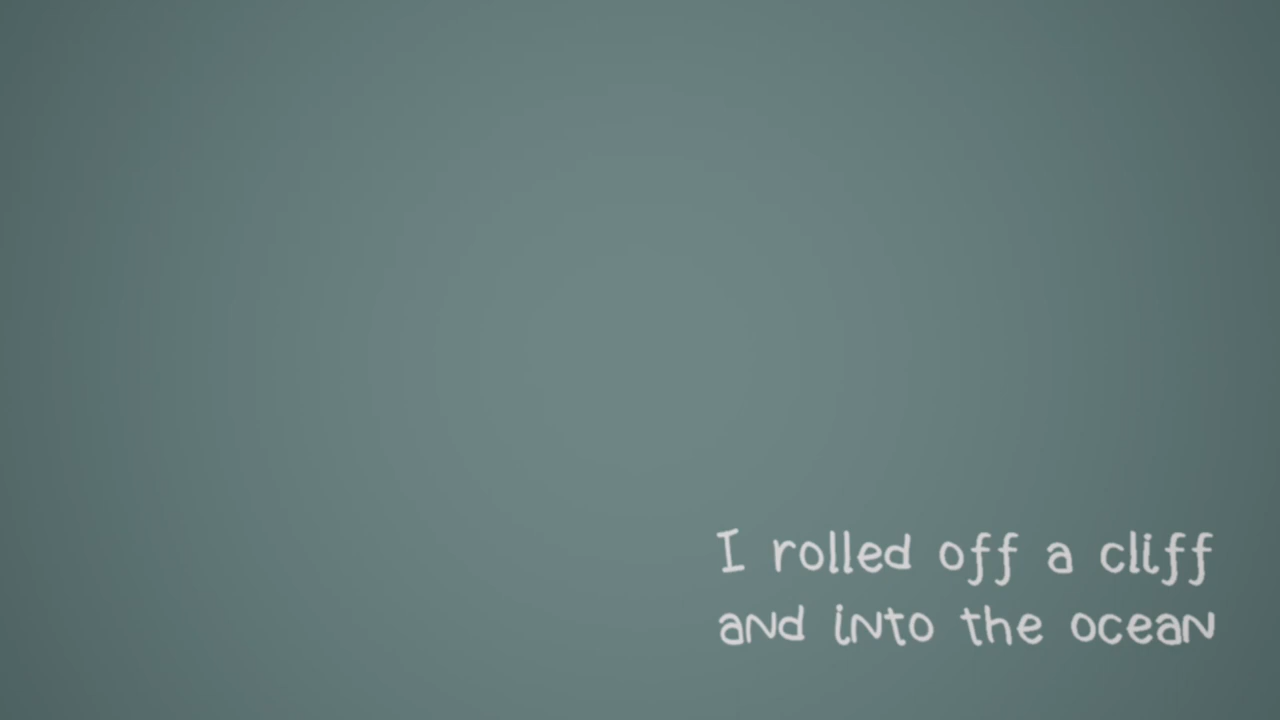 I rolled off a cliff
and into the ocean